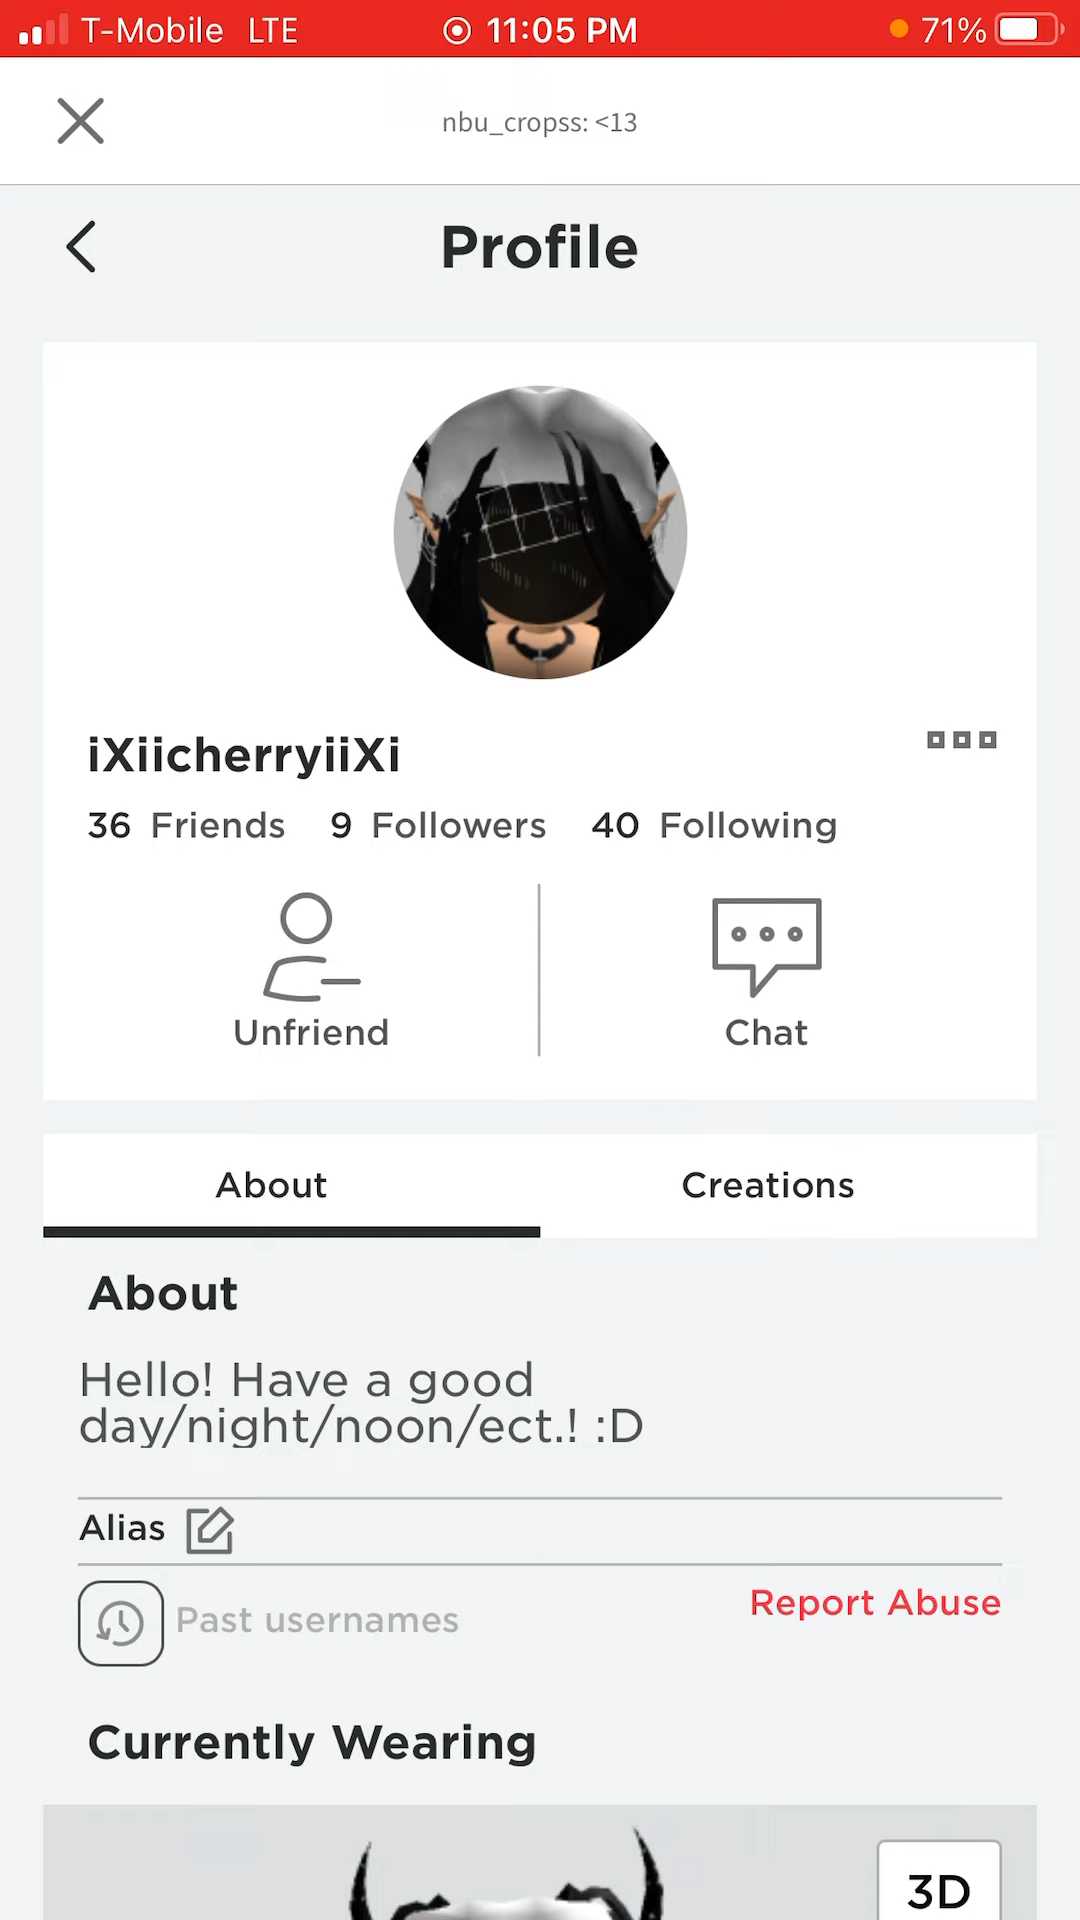 T-Mobile LTE 11:05 PM 71%
nbu_cropss: <13
Profile
iXiicherryiiXi
36 Friends 9 Followers 40 Following
Unfriend Chat
About Creations
About
Hello! Have a good
day/night/noon/ect.! :D
Alias
Past usernames Report Abuse
Currently Wearing
3D